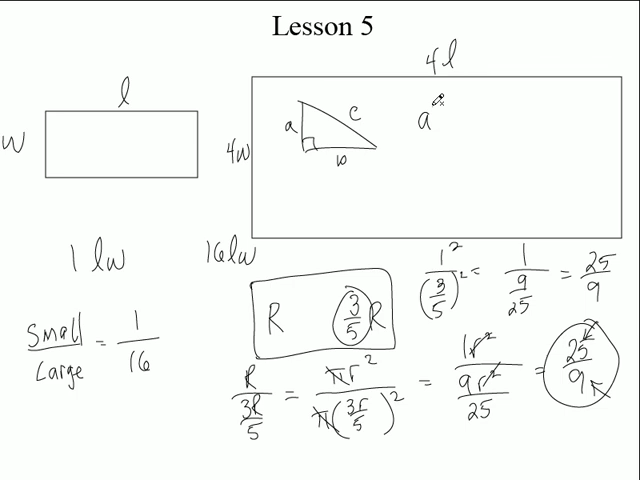 Lesson 5
4l
l
w
4w
a
c
b
a
1 lw
16lw
Small/Large = 1/16
R 3/5 R
1²/(3/5)² = 1/(9/25) = 25/9
R/(3R/5) = πr²/π(3r/5)² = 1r²/(9r²/25) = 25/9